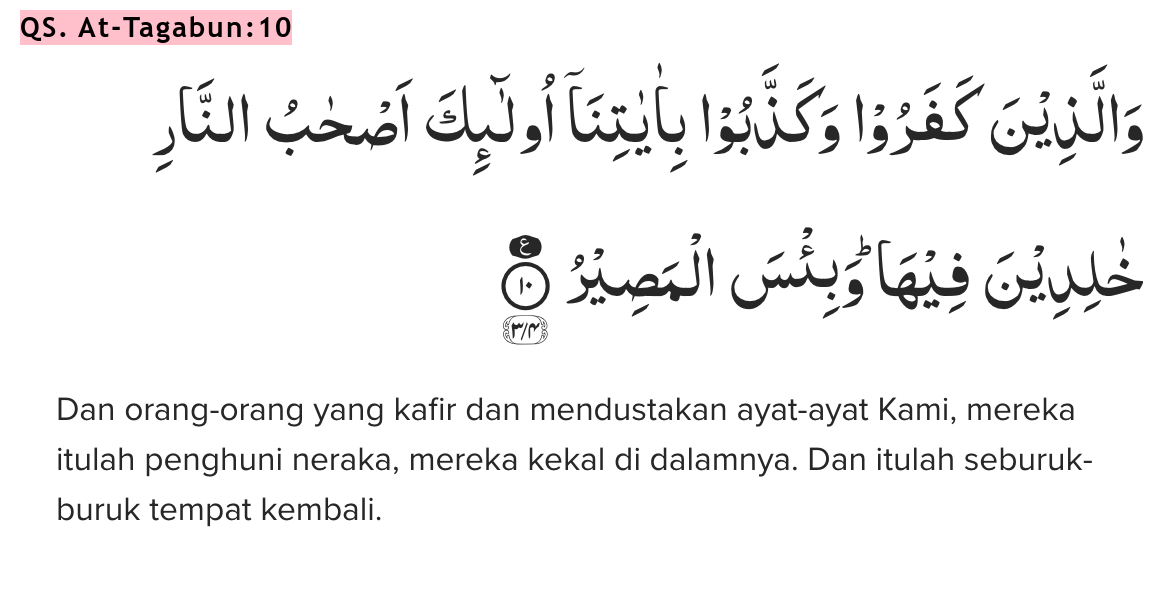 QS. At-Tagabun:10
وَالَّذِيْنَ كَفَرُوْا وَكَذَّبُوْا بِاٰيٰتِنَآ اُولٰۤىِٕكَ اَصْحٰبُ النَّارِ
خٰلِدِيْنَ فِيْهَاۗ وَبِئْسَ الْمَصِيْرُ ࣖ ١٠
٣/٤
Dan orang-orang yang kafir dan mendustakan ayat-ayat Kami, mereka
itulah penghuni neraka, mereka kekal di dalamnya. Dan itulah seburuk-
buruk tempat kembali.